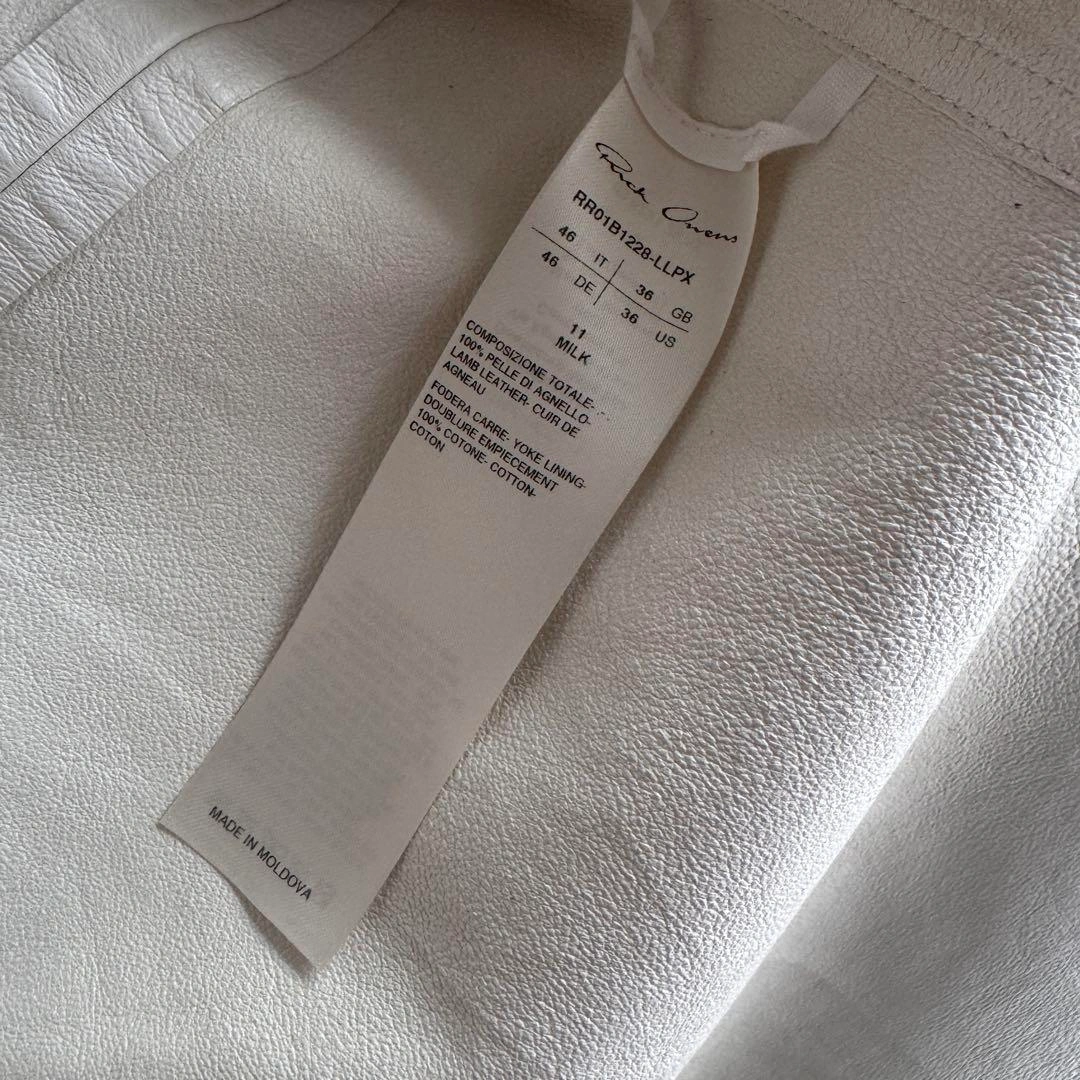 Rick Owens
RR01B1228-LLPX
46 IT 36 GB
46 DE 36 US
11
MILK
COMPOSIZIONE TOTALE-
100% PELLE DI AGNELLO-
LAMB LEATHER- CUIR DE
AGNEAU
FODERA CARRE- YOKE LINING-
DOUBLURE EMPIECEMENT
100% COTONE- COTTON-
COTON
MADE IN MOLDOVA